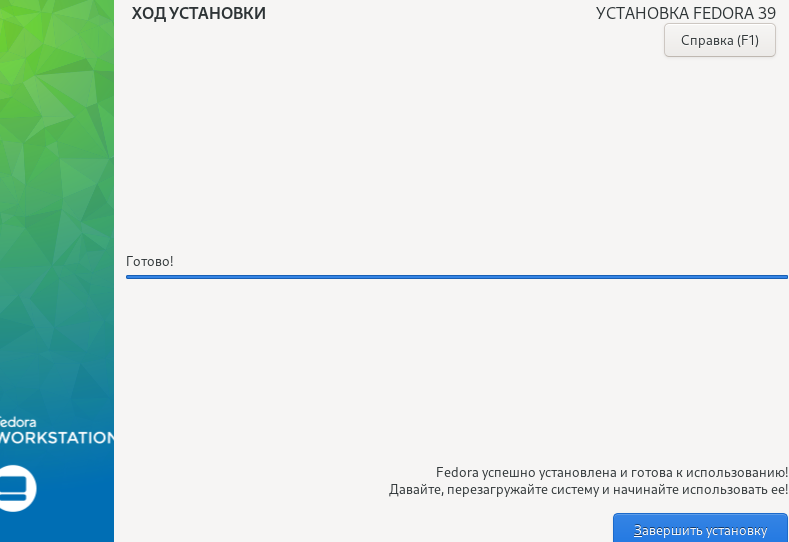 ХОД УСТАНОВКИ
УСТАНОВКА FEDORA 39
Справка (F1)
Готово!
fedora
WORKSTATION
Fedora успешно установлена и готова к использованию!
Давайте, перезагружайте систему и начинайте использовать ее!
Завершить установку